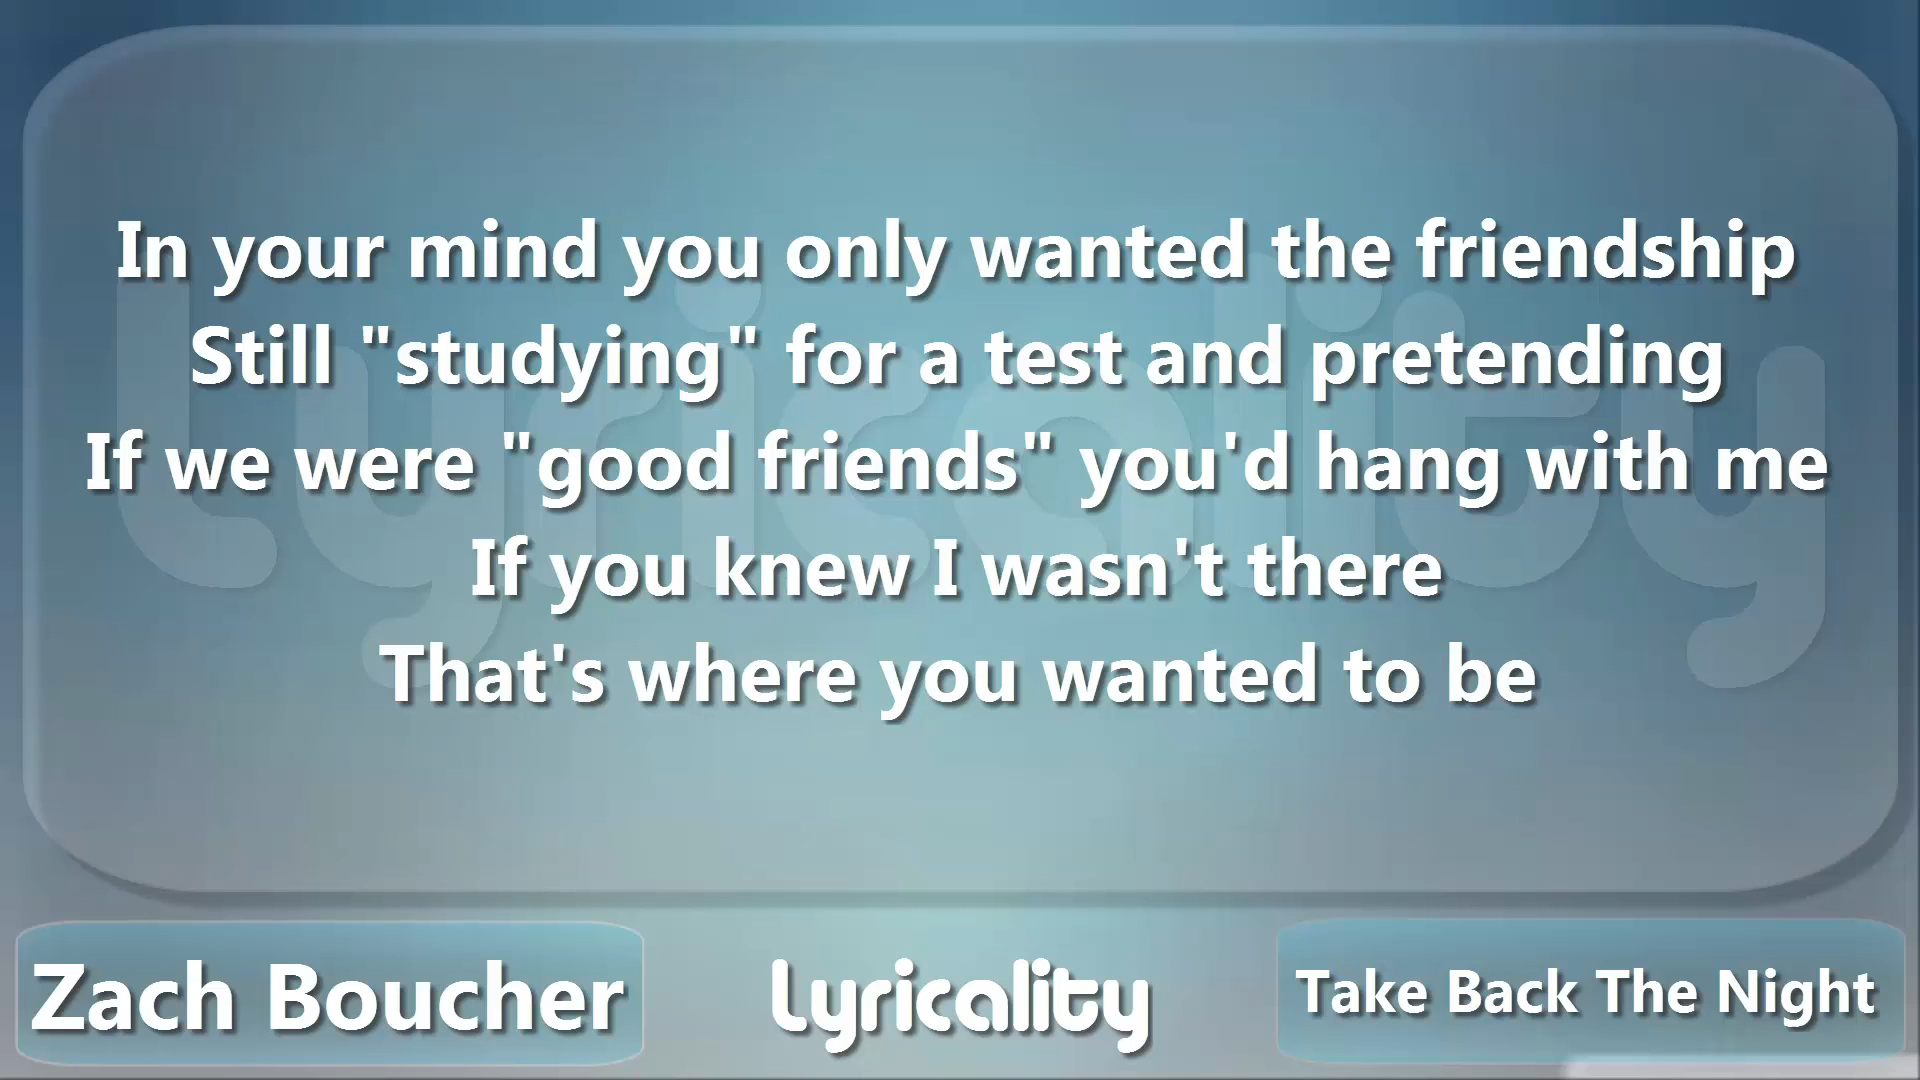 In your mind you only wanted the friendship
Still "studying" for a test and pretending
If we were "good friends" you'd hang with me
If you knew I wasn't there
That's where you wanted to be
Lyricality
Zach Boucher
Lyricality
Take Back The Night